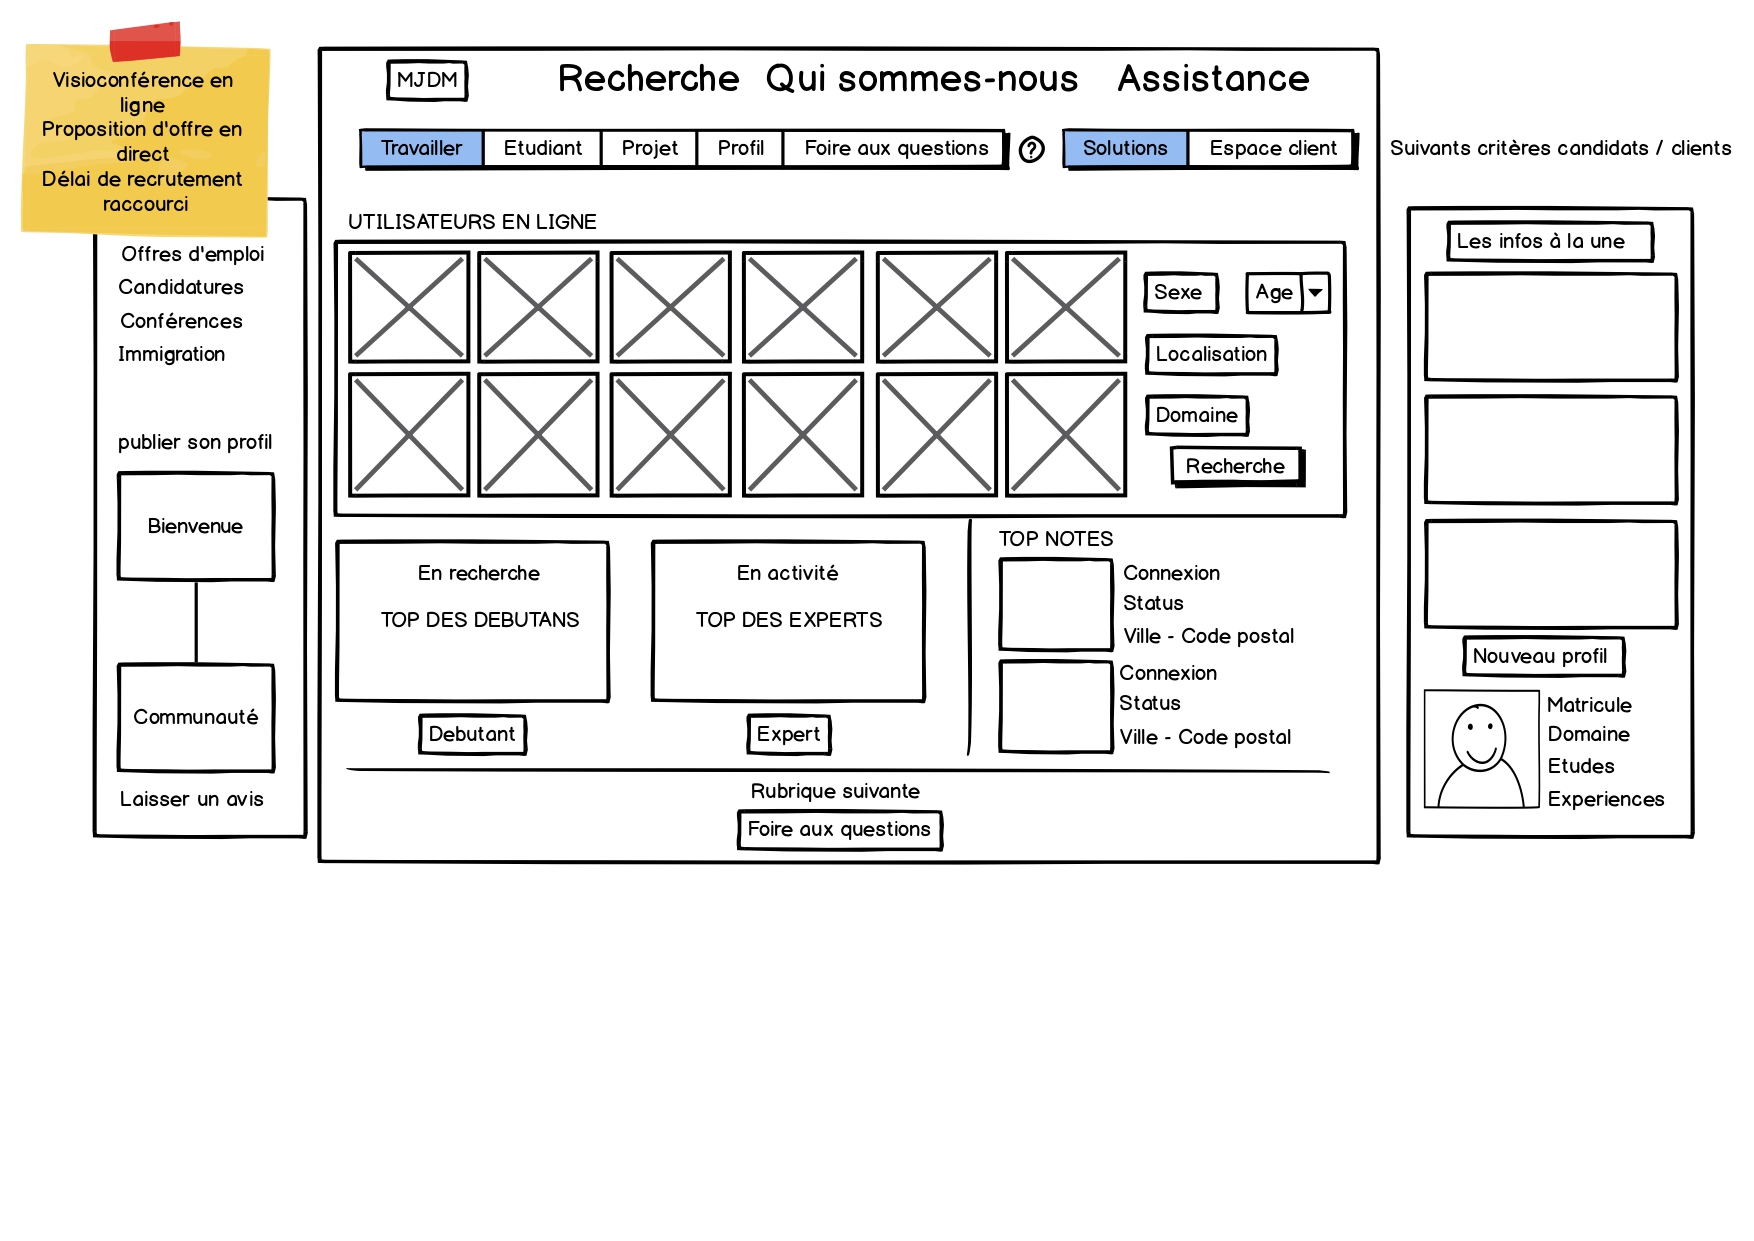 Visioconférence en
ligne
Proposition d'offre en
direct
Délai de recrutement
raccourci
Offres d'emploi
Candidatures
Conférences
Immigration
publier son profil
Bienvenue
Communauté
Laisser un avis
MJDM
Recherche Qui sommes-nous Assistance
Travailler Etudiant Projet Profil Foire aux questions ? Solutions Espace client
Suivants critères candidats / clients
UTILISATEURS EN LIGNE
Sexe Age
Localisation
Domaine
Recherche
En recherche
TOP DES DEBUTANS
Debutant
En activité
TOP DES EXPERTS
Expert
TOP NOTES
Connexion
Status
Ville - Code postal
Connexion
Status
Ville - Code postal
Rubrique suivante
Foire aux questions
Les infos à la une
Nouveau profil
Matricule
Domaine
Etudes
Experiences